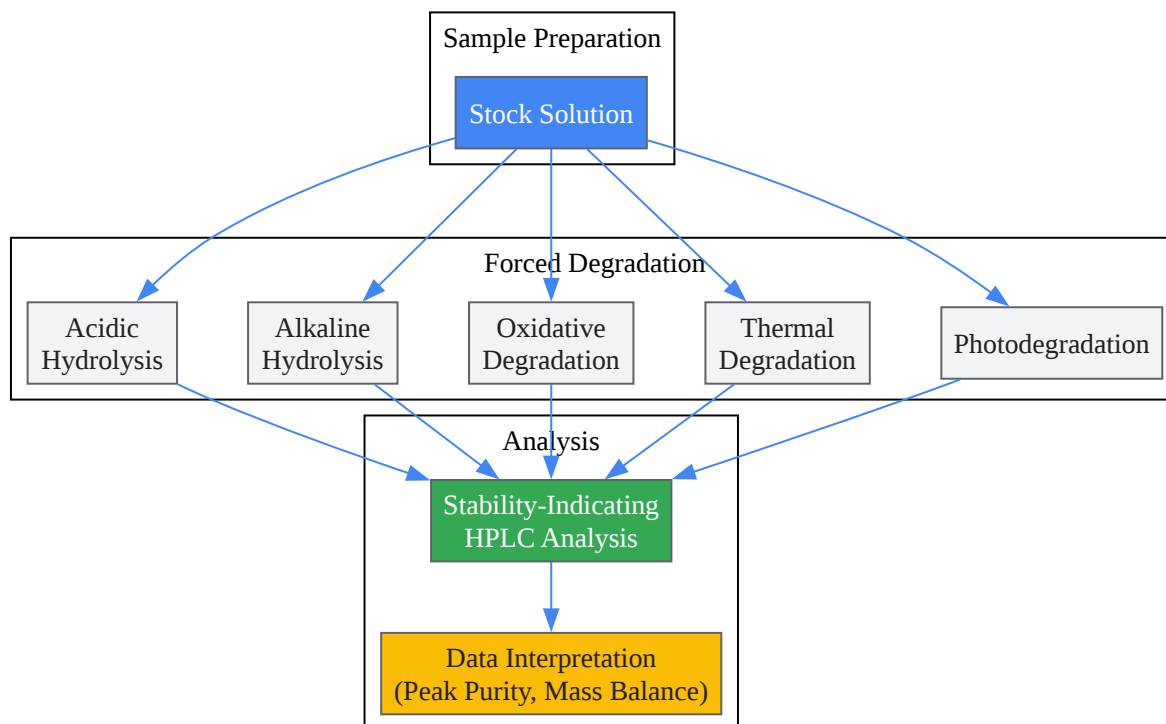 Sample Preparation
Stock Solution
Forced Degradation
Acidic
Hydrolysis
Alkaline
Hydrolysis
Oxidative
Degradation
Thermal
Degradation
Photodegradation
Analysis
Stability-Indicating
HPLC Analysis
Data Interpretation
(Peak Purity, Mass Balance)